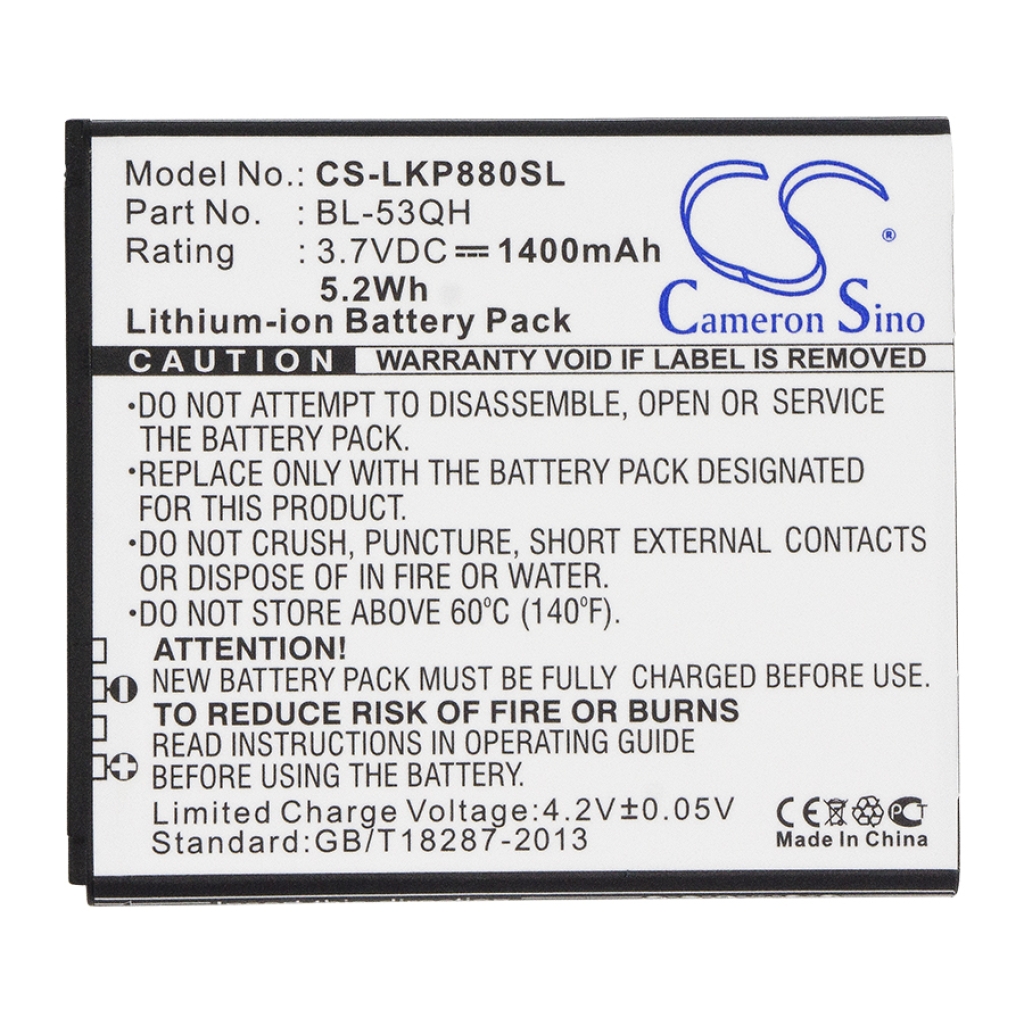 Model No.: CS-LKP880SL
Part No. : BL-53QH
Rating : 3.7VDC ⎓ 1400mAh
5.2Wh
Lithium-ion Battery Pack
CS ®
Cameron Sino
CAUTION WARRANTY VOID IF LABEL IS REMOVED
•DO NOT ATTEMPT TO DISASSEMBLE, OPEN OR SERVICE
THE BATTERY PACK.
•REPLACE ONLY WITH THE BATTERY PACK DESIGNATED
FOR THIS PRODUCT.
•DO NOT CRUSH, PUNCTURE, SHORT EXTERNAL CONTACTS
OR DISPOSE OF IN FIRE OR WATER.
•DO NOT STORE ABOVE 60°C (140°F).
ATTENTION!
NEW BATTERY PACK MUST BE FULLY CHARGED BEFORE USE.
TO REDUCE RISK OF FIRE OR BURNS
READ INSTRUCTIONS IN OPERATING GUIDE
BEFORE USING THE BATTERY.
Limited Charge Voltage:4.2V±0.05V
Standard:GB/T18287-2013
CE PCT
Made In China